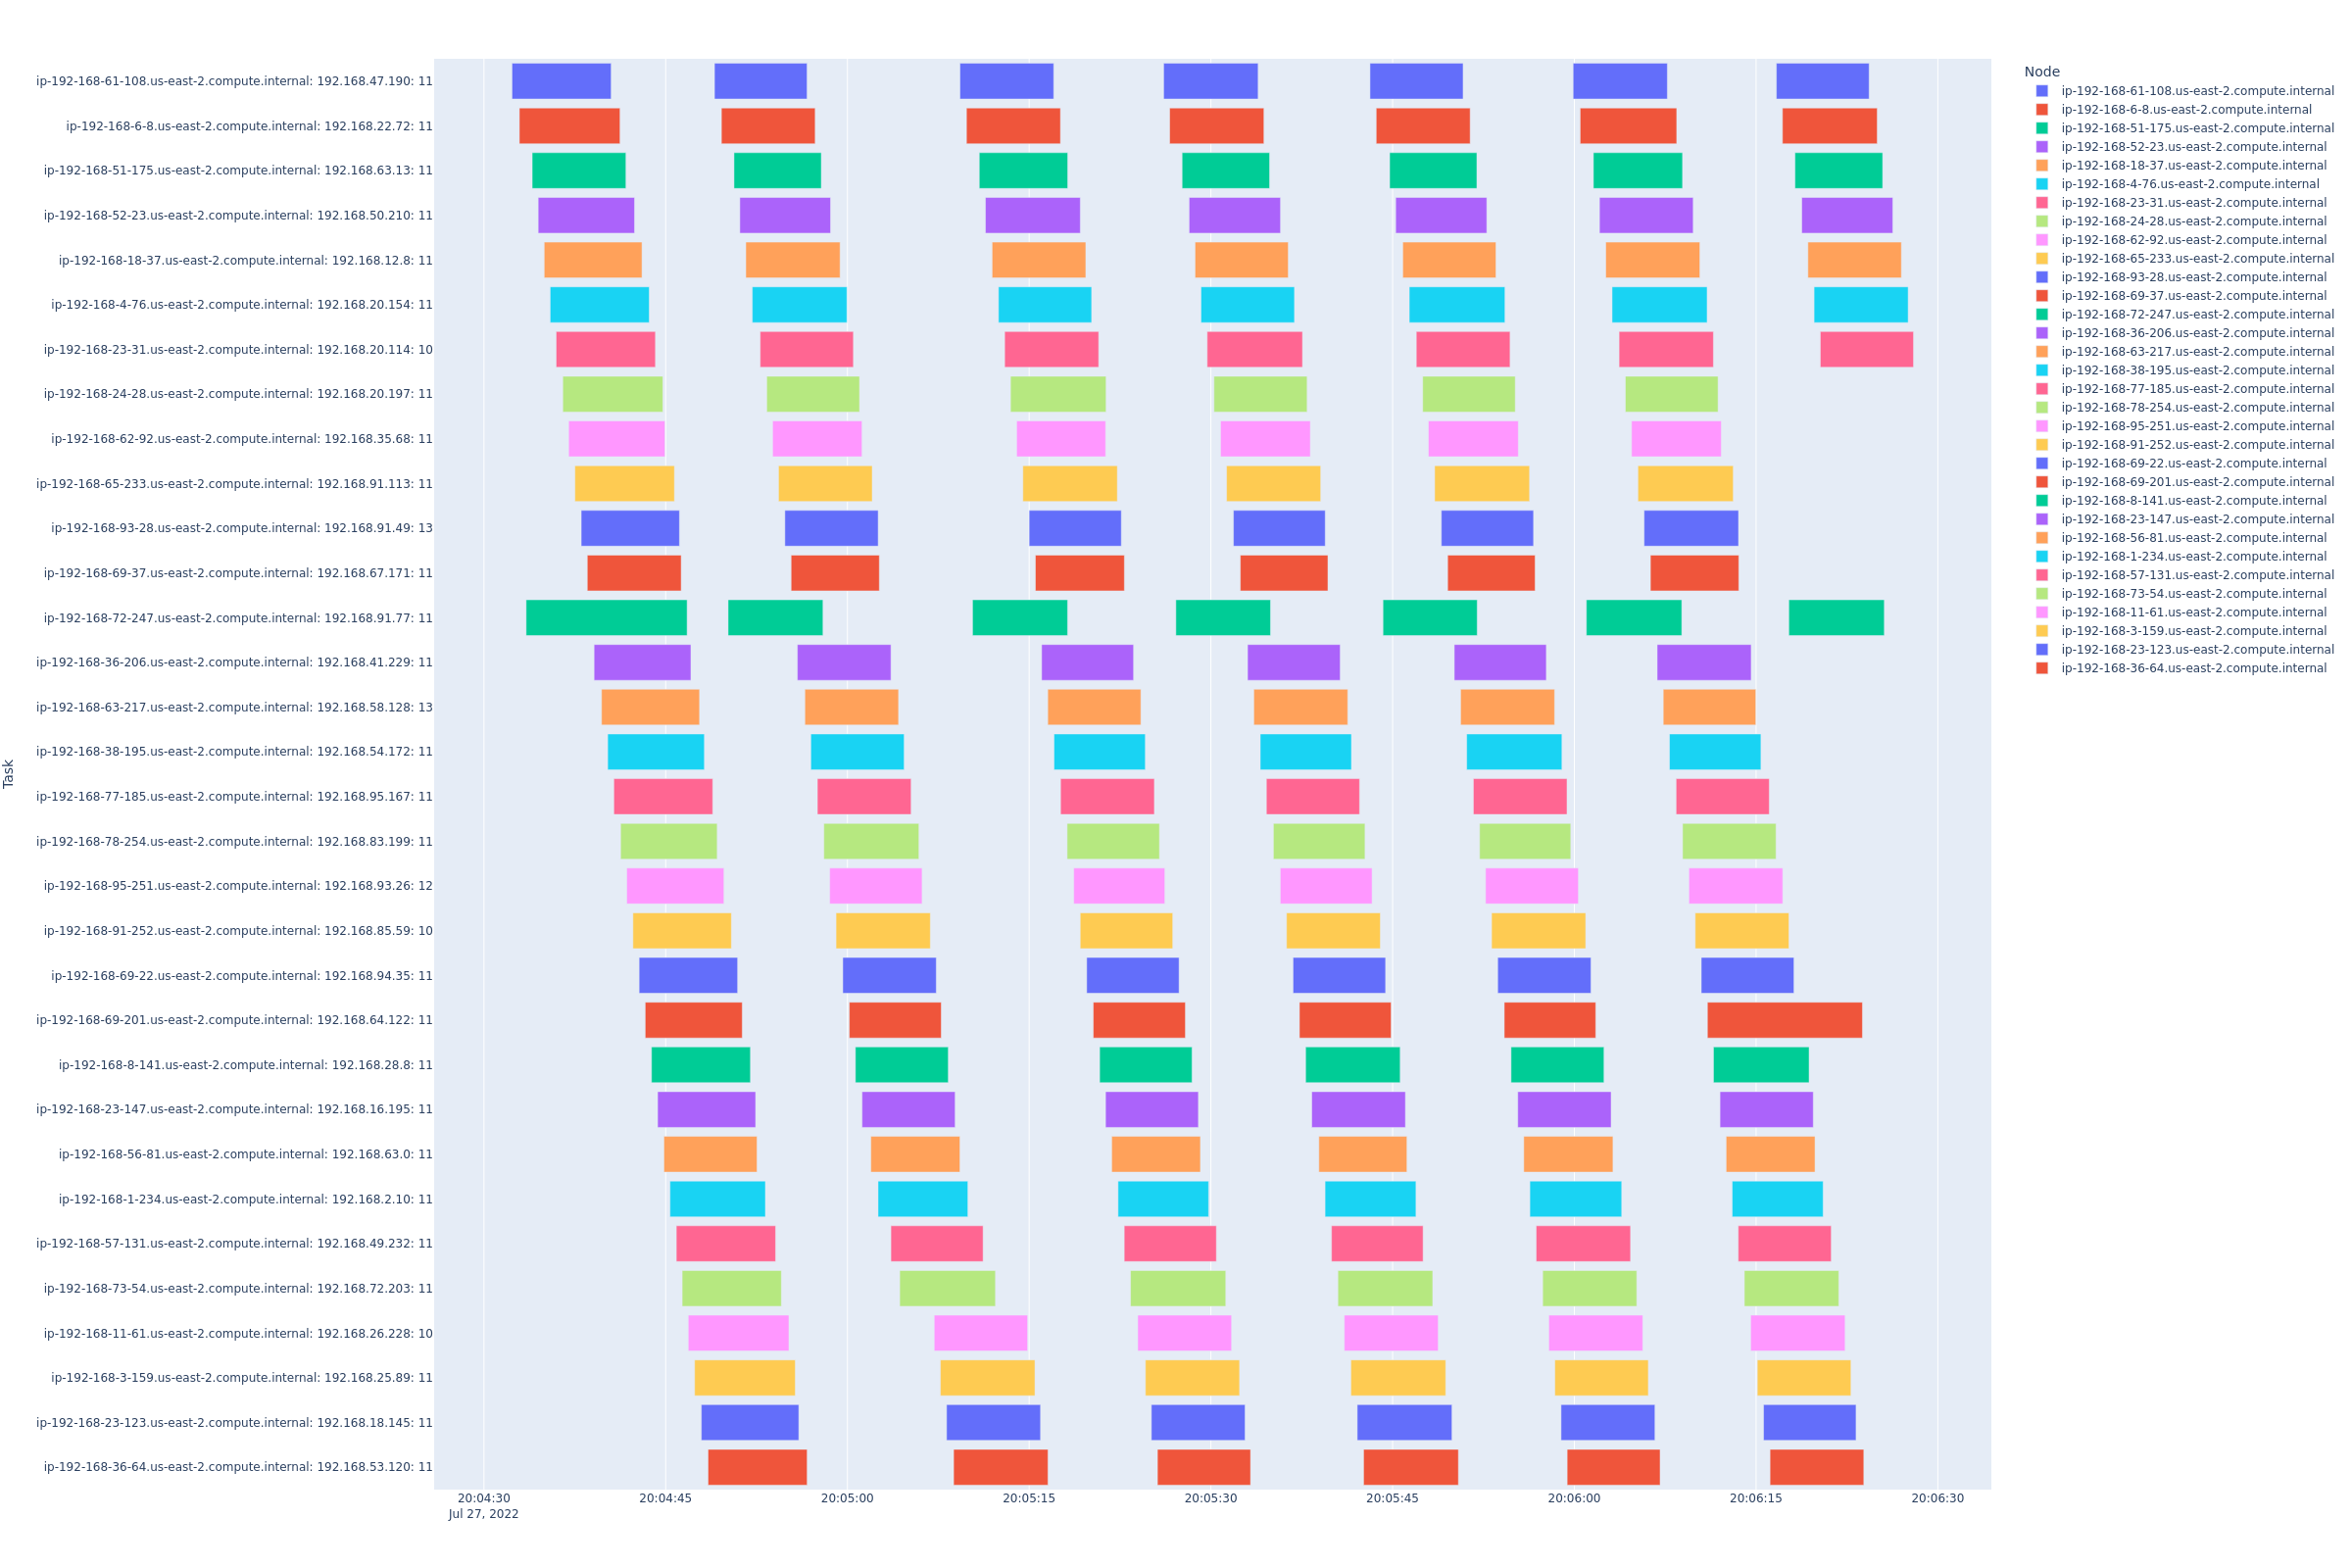 ip-192-168-61-108.us-east-2.compute.internal: 192.168.47.190: 11
ip-192-168-6-8.us-east-2.compute.internal: 192.168.22.72: 11
ip-192-168-51-175.us-east-2.compute.internal: 192.168.63.13: 11
ip-192-168-52-23.us-east-2.compute.internal: 192.168.50.210: 11
ip-192-168-18-37.us-east-2.compute.internal: 192.168.12.8: 11
ip-192-168-4-76.us-east-2.compute.internal: 192.168.20.154: 11
ip-192-168-23-31.us-east-2.compute.internal: 192.168.20.114: 10
ip-192-168-24-28.us-east-2.compute.internal: 192.168.20.197: 11
ip-192-168-62-92.us-east-2.compute.internal: 192.168.35.68: 11
ip-192-168-65-233.us-east-2.compute.internal: 192.168.91.113: 11
ip-192-168-93-28.us-east-2.compute.internal: 192.168.91.49: 13
ip-192-168-69-37.us-east-2.compute.internal: 192.168.67.171: 11
ip-192-168-72-247.us-east-2.compute.internal: 192.168.91.77: 11
ip-192-168-36-206.us-east-2.compute.internal: 192.168.41.229: 11
ip-192-168-63-217.us-east-2.compute.internal: 192.168.58.128: 13
ip-192-168-38-195.us-east-2.compute.internal: 192.168.54.172: 11
ip-192-168-77-185.us-east-2.compute.internal: 192.168.95.167: 11
ip-192-168-78-254.us-east-2.compute.internal: 192.168.83.199: 11
ip-192-168-95-251.us-east-2.compute.internal: 192.168.93.26: 12
ip-192-168-91-252.us-east-2.compute.internal: 192.168.85.59: 10
ip-192-168-69-22.us-east-2.compute.internal: 192.168.94.35: 11
ip-192-168-69-201.us-east-2.compute.internal: 192.168.64.122: 11
ip-192-168-8-141.us-east-2.compute.internal: 192.168.28.8: 11
ip-192-168-23-147.us-east-2.compute.internal: 192.168.16.195: 11
ip-192-168-56-81.us-east-2.compute.internal: 192.168.63.0: 11
ip-192-168-1-234.us-east-2.compute.internal: 192.168.2.10: 11
ip-192-168-57-131.us-east-2.compute.internal: 192.168.49.232: 11
ip-192-168-73-54.us-east-2.compute.internal: 192.168.72.203: 11
ip-192-168-11-61.us-east-2.compute.internal: 192.168.26.228: 10
ip-192-168-3-159.us-east-2.compute.internal: 192.168.25.89: 11
ip-192-168-23-123.us-east-2.compute.internal: 192.168.18.145: 11
ip-192-168-36-64.us-east-2.compute.internal: 192.168.53.120: 11
Task
20:04:30 20:04:45 20:05:00 20:05:15 20:05:30 20:05:45 20:06:00 20:06:15 20:06:30
Jul 27, 2022
Node
ip-192-168-61-108.us-east-2.compute.internal
ip-192-168-6-8.us-east-2.compute.internal
ip-192-168-51-175.us-east-2.compute.internal
ip-192-168-52-23.us-east-2.compute.internal
ip-192-168-18-37.us-east-2.compute.internal
ip-192-168-4-76.us-east-2.compute.internal
ip-192-168-23-31.us-east-2.compute.internal
ip-192-168-24-28.us-east-2.compute.internal
ip-192-168-62-92.us-east-2.compute.internal
ip-192-168-65-233.us-east-2.compute.internal
ip-192-168-93-28.us-east-2.compute.internal
ip-192-168-69-37.us-east-2.compute.internal
ip-192-168-72-247.us-east-2.compute.internal
ip-192-168-36-206.us-east-2.compute.internal
ip-192-168-63-217.us-east-2.compute.internal
ip-192-168-38-195.us-east-2.compute.internal
ip-192-168-77-185.us-east-2.compute.internal
ip-192-168-78-254.us-east-2.compute.internal
ip-192-168-95-251.us-east-2.compute.internal
ip-192-168-91-252.us-east-2.compute.internal
ip-192-168-69-22.us-east-2.compute.internal
ip-192-168-69-201.us-east-2.compute.internal
ip-192-168-8-141.us-east-2.compute.internal
ip-192-168-23-147.us-east-2.compute.internal
ip-192-168-56-81.us-east-2.compute.internal
ip-192-168-1-234.us-east-2.compute.internal
ip-192-168-57-131.us-east-2.compute.internal
ip-192-168-73-54.us-east-2.compute.internal
ip-192-168-11-61.us-east-2.compute.internal
ip-192-168-3-159.us-east-2.compute.internal
ip-192-168-23-123.us-east-2.compute.internal
ip-192-168-36-64.us-east-2.compute.internal